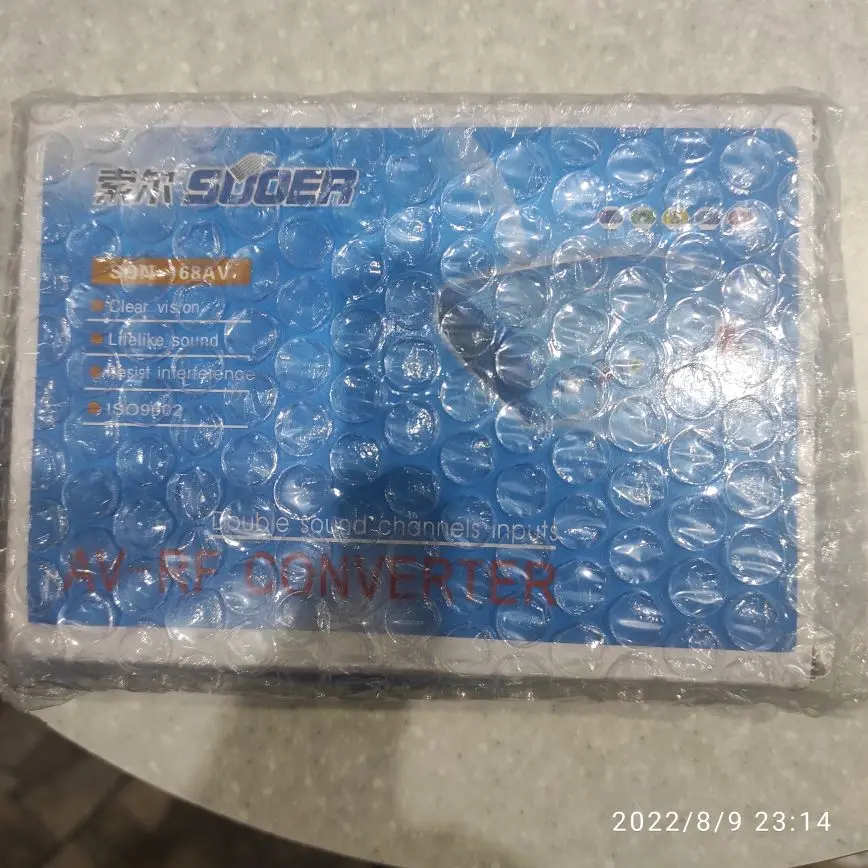 索尔 SUOER
SON-168AV
Clear vision
Lifelike sound
Resist interference
ISO9002
Double sound channels inputs
AV-RF CONVERTER
2022/8/9 23:14